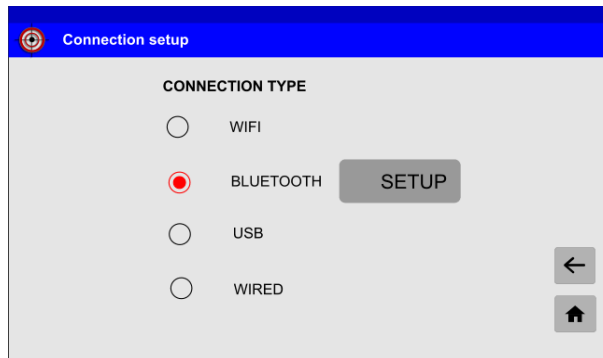 Connection setup
CONNECTION TYPE
WIFI
BLUETOOTH SETUP
USB
WIRED